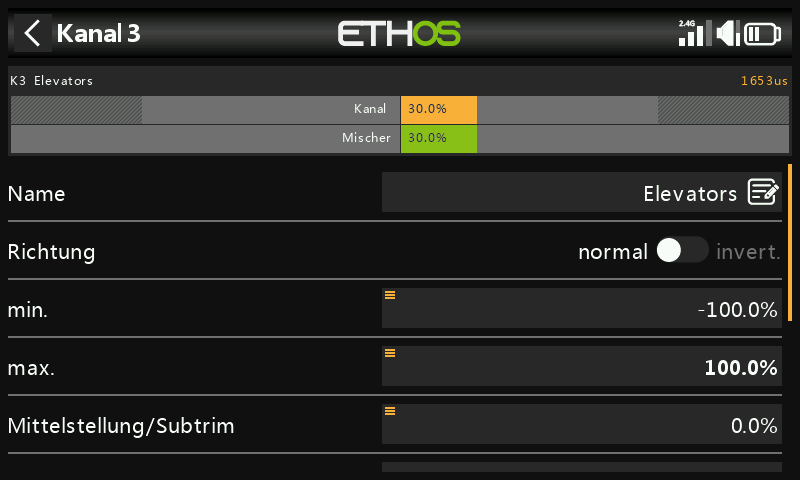 Kanal 3
ETHOS
2.4G
K3 Elevators
1653us
Kanal 30.0%
Mischer 30.0%
Name Elevators
Richtung normal invert.
min. -100.0%
max. 100.0%
Mittelstellung/Subtrim 0.0%